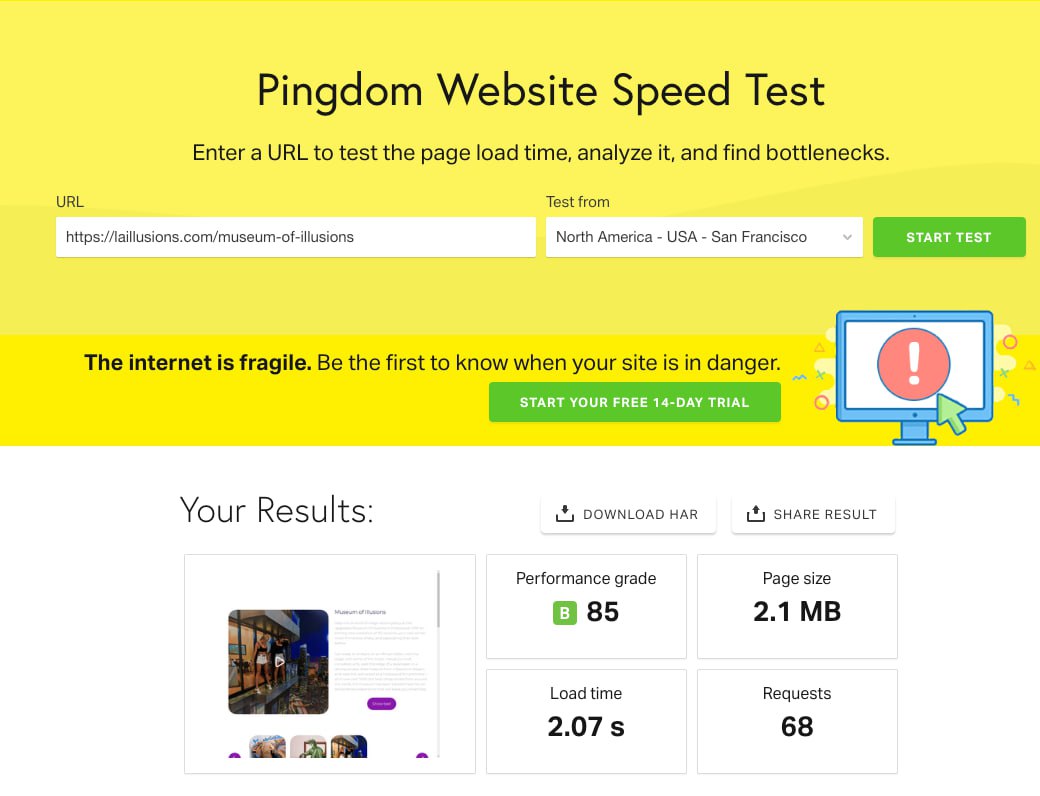 Pingdom Website Speed Test
Enter a URL to test the page load time, analyze it, and find bottlenecks.
URL
Test from
https://laillusions.com/museum-of-illusions
North America - USA - San Francisco
START TEST
The internet is fragile. Be the first to know when your site is in danger.
START YOUR FREE 14-DAY TRIAL
Your Results:
DOWNLOAD HAR
SHARE RESULT
Museum of Illusions
Performance grade
B 85
Page size
2.1 MB
Load time
2.07 s
Requests
68